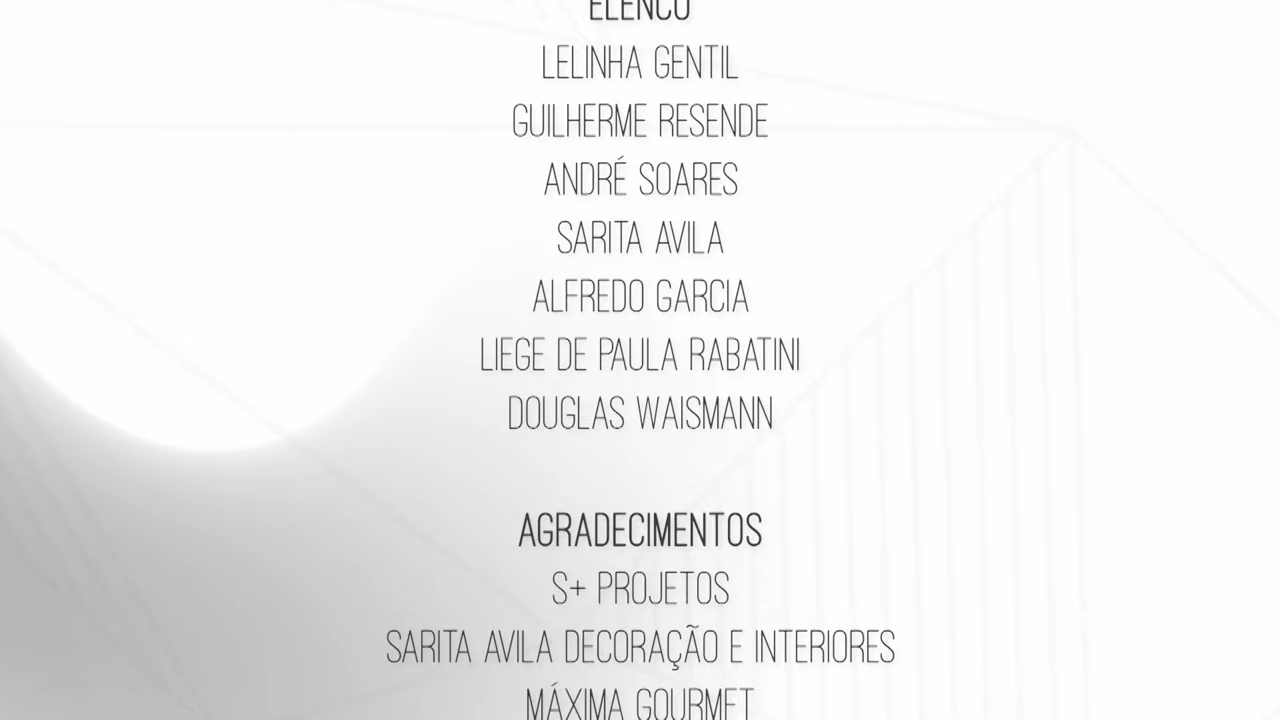 ELENCO
LELINHA GENTIL
GUILHERME RESENDE
ANDRÉ SOARES
SARITA AVILA
ALFREDO GARCIA
LIEGE DE PAULA RABATINI
DOUGLAS WAISMANN
AGRADECIMENTOS
S+ PROJETOS
SARITA AVILA DECORAÇÃO E INTERIORES
MÁXIMA GOURMET